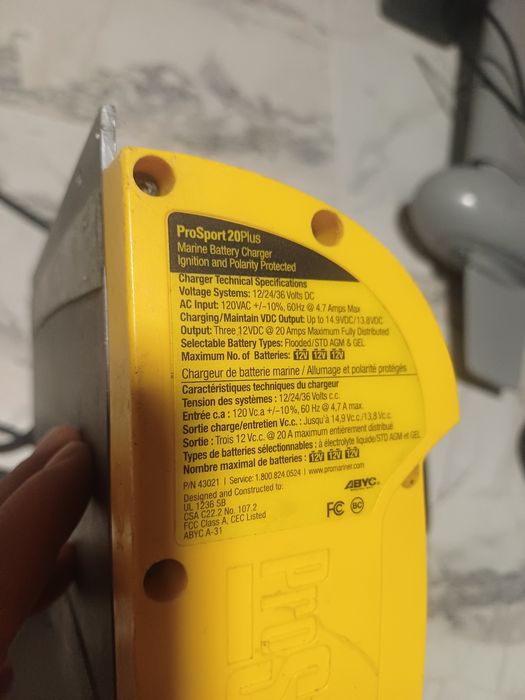 ProSport20Plus
Marine Battery Charger
Ignition and Polarity Protected
Charger Technical Specifications
Voltage Systems: 12/24/36 Volts DC
AC Input: 120VAC +/-10%, 60Hz @ 4.7 Amps Max
Charging/Maintain VDC Output: Up to 14.9VDC/13.8VDC
Output: Three 12VDC @ 20 Amps Maximum Fully Distributed
Selectable Battery Types: Flooded/STD AGM & GEL
Maximum No. of Batteries: 12V 12V 12V
Chargeur de batterie marine / Allumage et polarité protégés
Caractéristiques techniques du chargeur
Tension des systèmes : 12/24/36 Volts c.c.
Entrée c.a : 120 Vc.a +/-10%, 60 Hz @ 4,7 A max.
Sortie charge/entretien Vc.c. : Jusqu'à 14,9 Vc.c./13,8 Vc.c.
Sortie : Trois 12 Vc.c. @ 20 A maximum entièrement distribué
Types de batteries sélectionnables : à électrolyte liquide/STD AGM et GEL
Nombre maximal de batteries : 12V 12V 12V
P/N 43021 | Service: 1.800.824.0524 | www.promariner.com
Designed and Constructed to:
UL 1236 SB
CSA C22.2 No. 107.2
FCC Class A, CEC Listed
ABYC A-31
ABYC®
FC BC
ProS